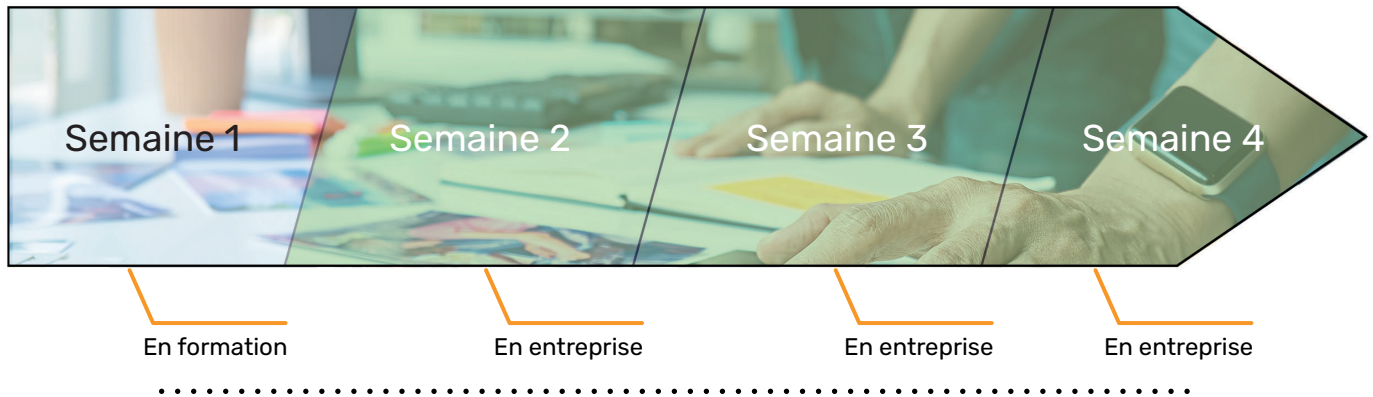 Semaine 1
Semaine 2
Semaine 3
Semaine 4
En formation
En entreprise
En entreprise
En entreprise